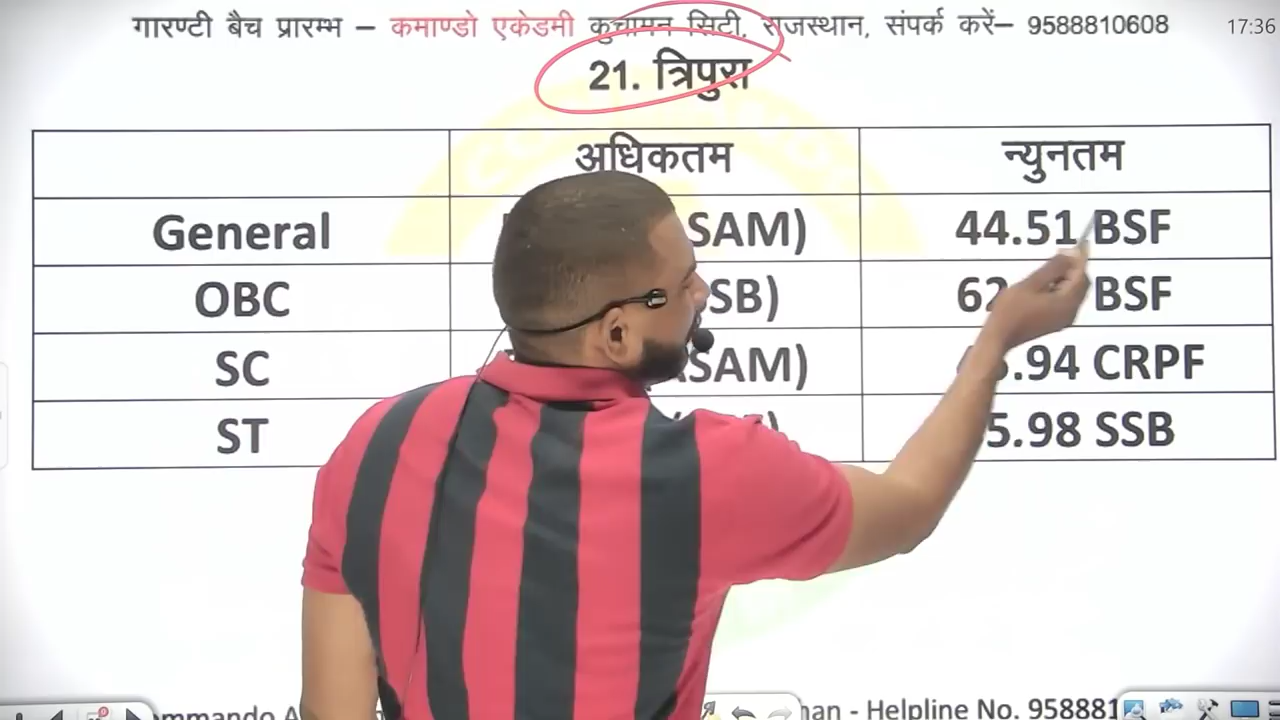 गारण्टी बैच प्रारम्भ – कमाण्डो एकेडमी कुचामन सिटी, राजस्थान, संपर्क करें– 9588810608
17:36
21. त्रिपुरा
अधिकतम न्युनतम
General SAM) 44.51 BSF
OBC SB) 62 BSF
SC SAM) .94 CRPF
ST 5.98 SSB
mmando A han - Helpline No. 958881